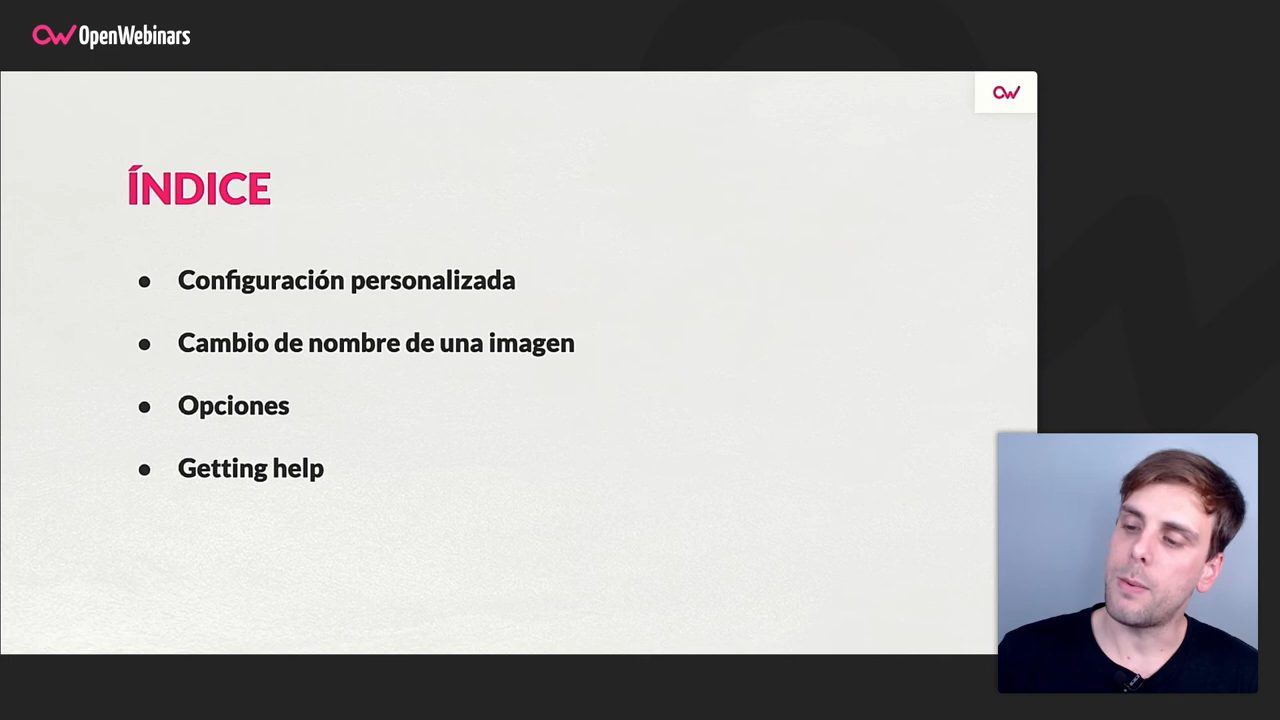 OpenWebinars
ÍNDICE
● Configuración personalizada
● Cambio de nombre de una imagen
● Opciones
● Getting help